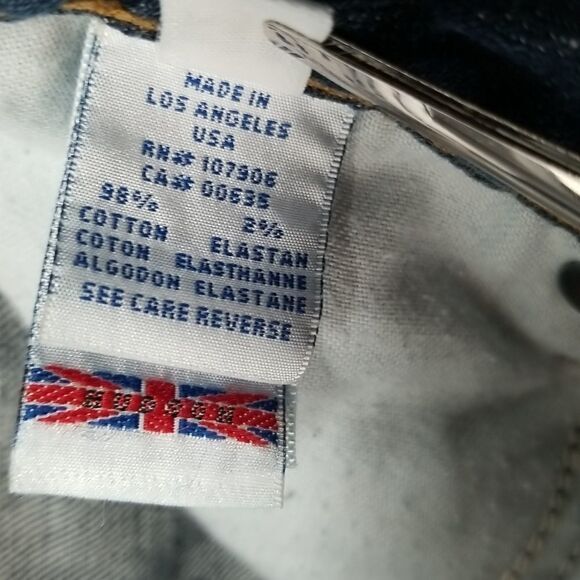 MADE IN
LOS ANGELES
USA
RN# 107906
CA# 00635
98% 2%
COTTON ELASTAN
COTON ELASTHANNE
ALGODON ELASTANE
SEE CARE REVERSE
HUDSON